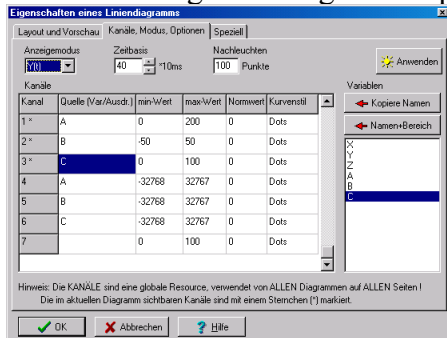 Eigenschaften eines Liniendiagramms
Layout und Vorschau Kanäle, Modus, Optionen Speziell
Anzeigemodus Zeitbasis Nachleuchten
Y(t) 40 *10ms 100 Punkte Anwenden
Kanäle Variablen
Kanal Quelle (Var/Ausdr.) min-Wert max-Wert Normwert Kurvenstil
Kopiere Namen
1 * A 0 200 0 Dots
Namen+Bereich
2 * B -50 50 0 Dots
3 * C 0 100 0 Dots
4 A -32768 32767 0 Dots
5 B -32768 32767 0 Dots
6 C -32768 32767 0 Dots
7 0 100 0 Dots
X
Y
Z
A
B
C
Hinweis: Die KANÄLE sind eine globale Resource, verwendet von ALLEN Diagrammen auf ALLEN Seiten !
Die im aktuellen Diagramm sichtbaren Kanäle sind mit einem Sternchen (*) markiert.
OK Abbrechen Hilfe